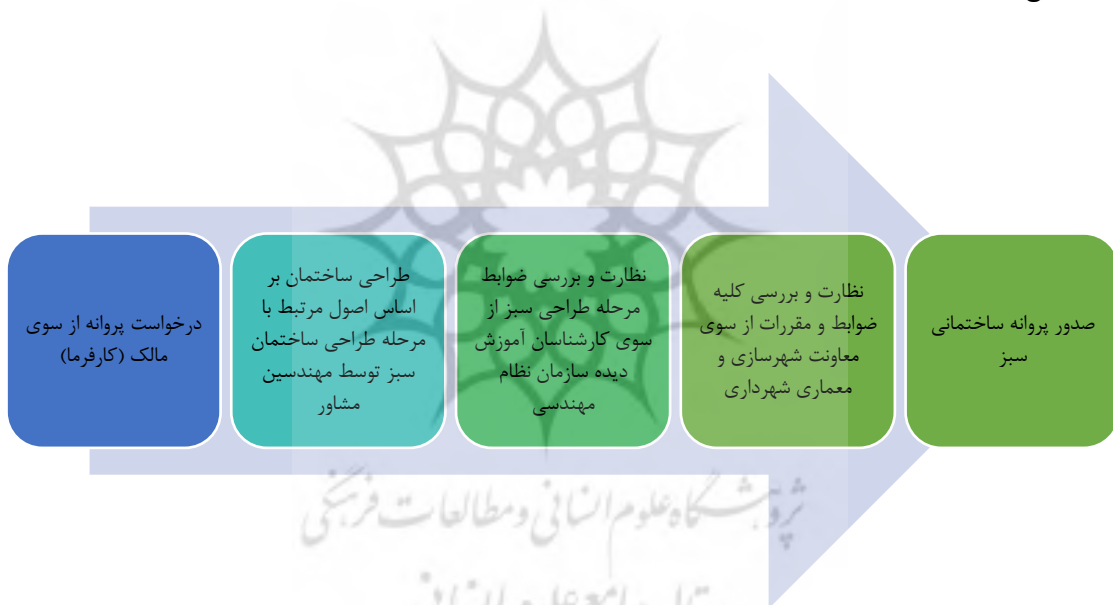 درخواست پروانه از سوی
مالک (کارفرما)
طراحی ساختمان بر
اساس اصول مرتبط با
مرحله طراحی ساختمان
سبز توسط مهندسین
مشاور
نظارت و بررسی ضوابط
مرحله طراحی سبز از
سوی کارشناسان آموزش
دیده سازمان نظام
مهندسی
نظارت و بررسی کلیه
ضوابط و مقررات از سوی
معاونت شهرسازی و
معماری شهرداری
صدور پروانه ساختمانی
سبز
پژوهشگاه علوم انسانی و مطالعات فرهنگی